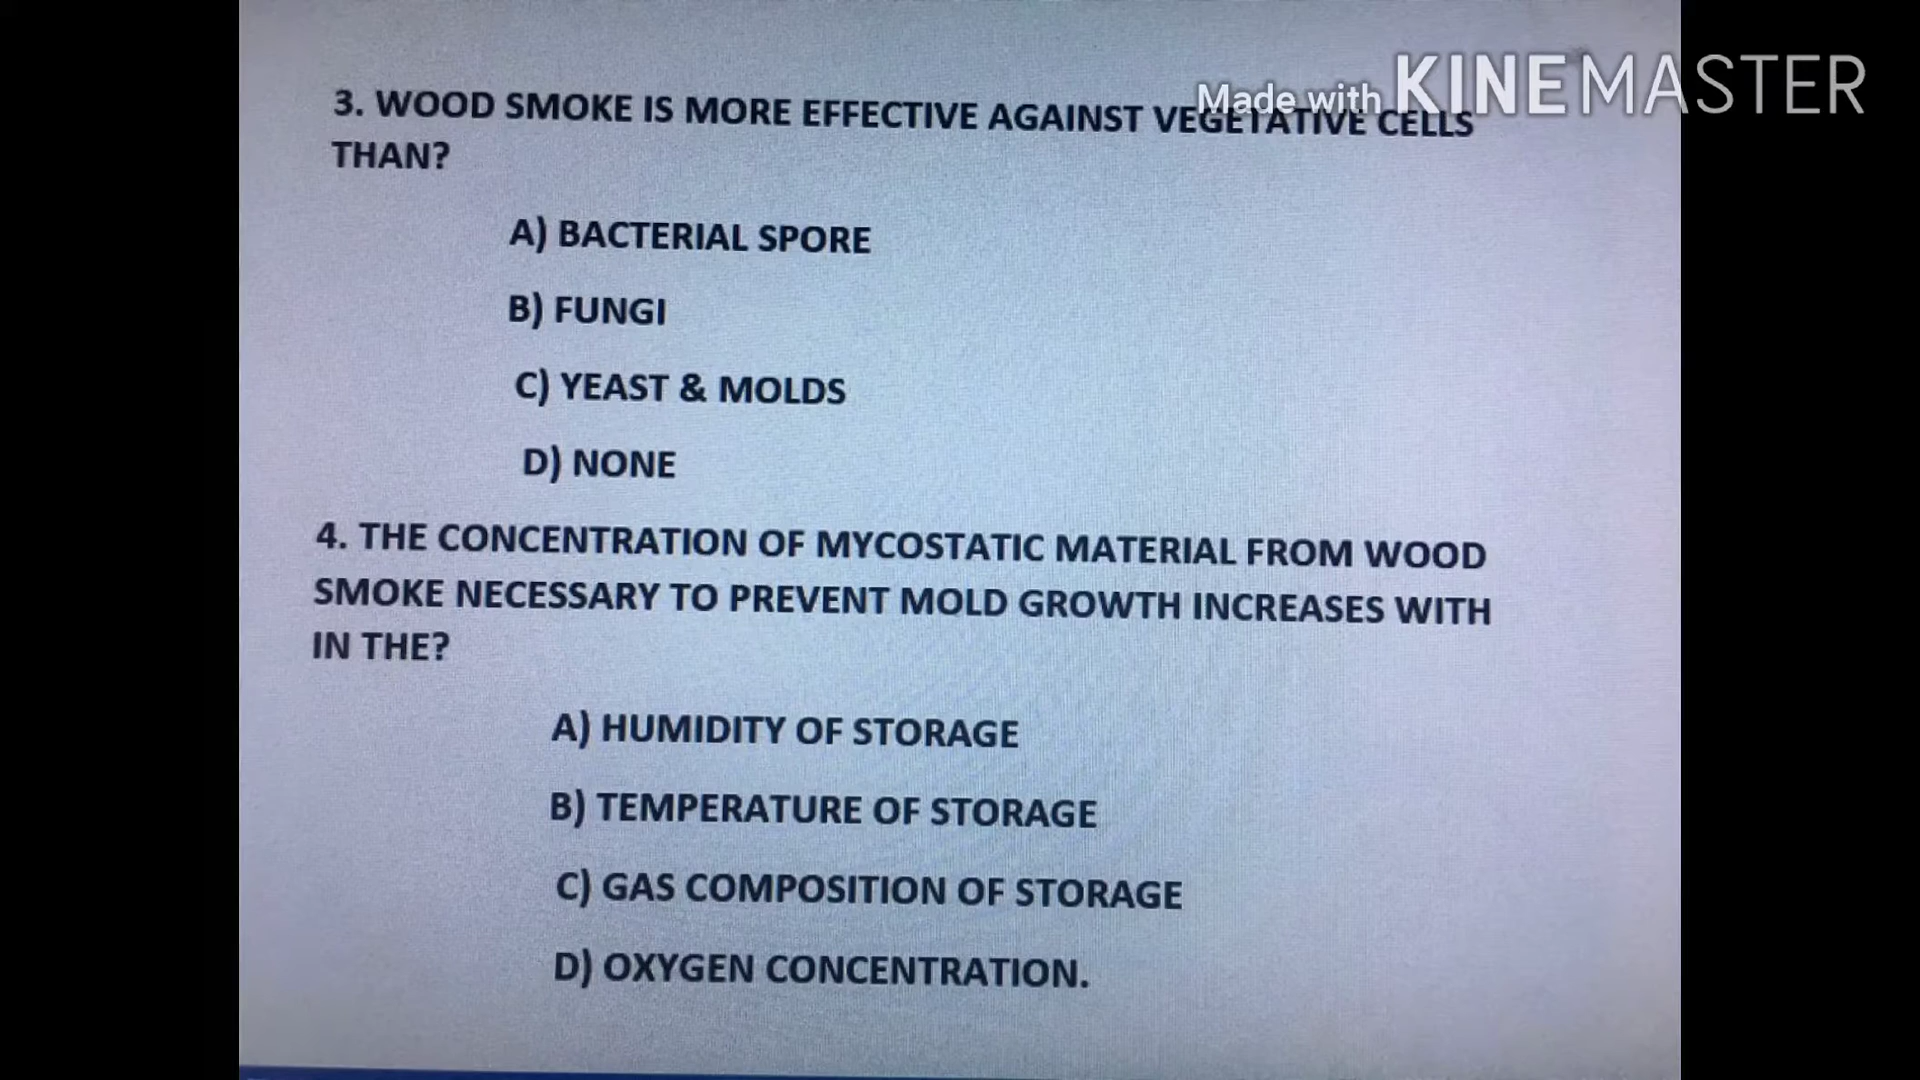 Made with KINEMASTER
3. WOOD SMOKE IS MORE EFFECTIVE AGAINST VEGETATIVE CELLS
THAN?
A) BACTERIAL SPORE
B) FUNGI
C) YEAST & MOLDS
D) NONE
4. THE CONCENTRATION OF MYCOSTATIC MATERIAL FROM WOOD
SMOKE NECESSARY TO PREVENT MOLD GROWTH INCREASES WITH
IN THE?
A) HUMIDITY OF STORAGE
B) TEMPERATURE OF STORAGE
C) GAS COMPOSITION OF STORAGE
D) OXYGEN CONCENTRATION.